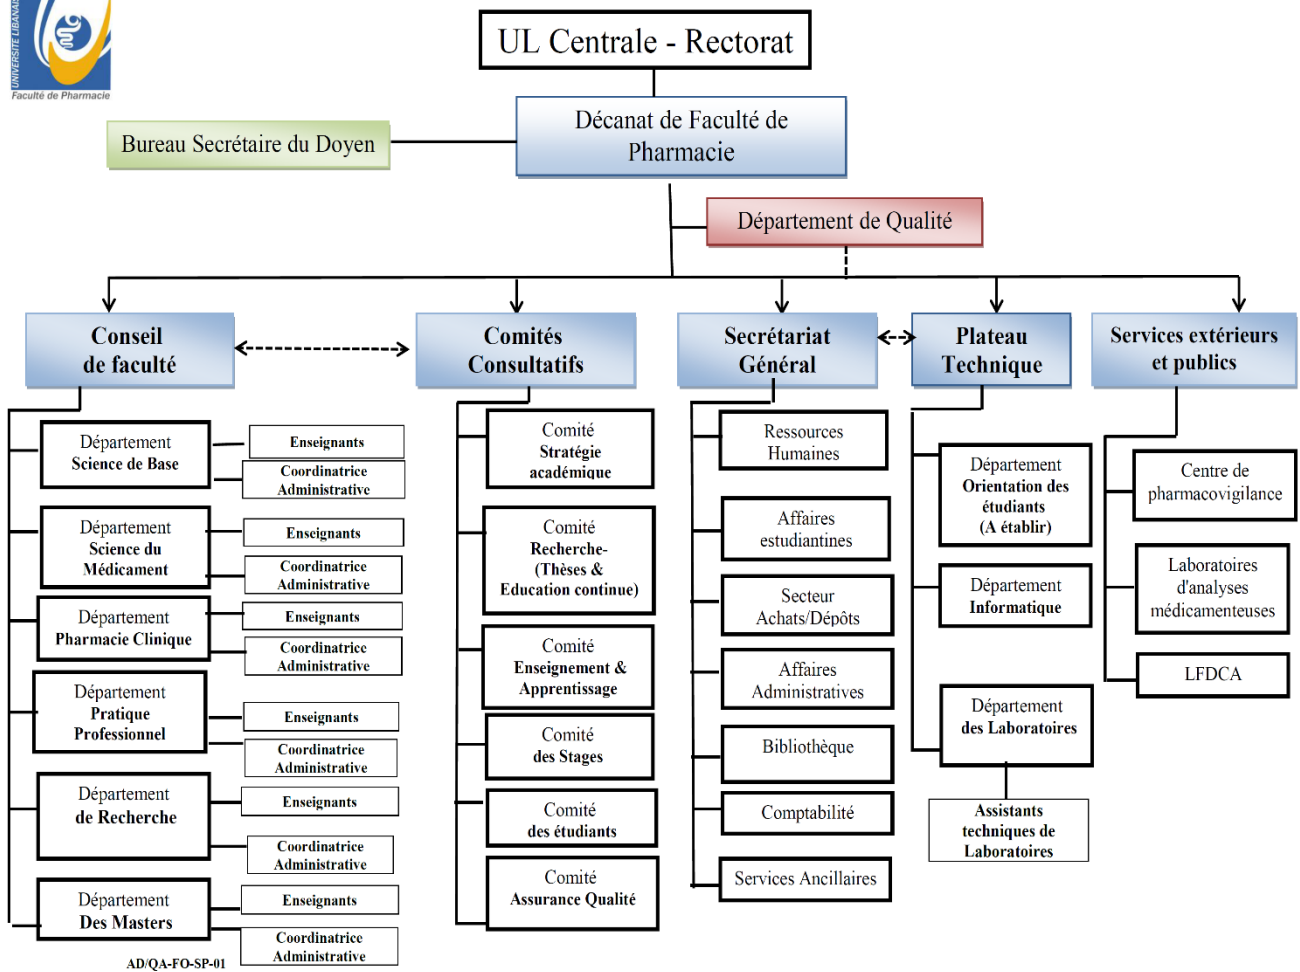 UNIVERSITE LIBANAISE
Faculté de Pharmacie
UL Centrale - Rectorat
Décanat de Faculté de
Pharmacie
Bureau Secrétaire du Doyen
Département de Qualité
Conseil
de faculté
Comités
Consultatifs
Secrétariat
Général
Plateau
Technique
Services extérieurs
et publics
Département
Science de Base
Enseignants
Coordinatrice
Administrative
Département
Science du
Médicament
Enseignants
Coordinatrice
Administrative
Département
Pharmacie Clinique
Enseignants
Coordinatrice
Administrative
Département
Pratique
Professionnel
Enseignants
Coordinatrice
Administrative
Département
de Recherche
Enseignants
Coordinatrice
Administrative
Département
Des Masters
Enseignants
Coordinatrice
Administrative
Comité
Stratégie
académique
Comité
Recherche-
(Thèses &
Education continue)
Comité
Enseignement &
Apprentissage
Comité
des Stages
Comité
des étudiants
Comité
Assurance Qualité
Ressources
Humaines
Affaires
estudiantines
Secteur
Achats/Dépôts
Affaires
Administratives
Bibliothèque
Comptabilité
Services Ancillaires
Département
Orientation des
étudiants
(A établir)
Département
Informatique
Département
des Laboratoires
Assistants
techniques de
Laboratoires
Centre de
pharmacovigilance
Laboratoires
d'analyses
médicamenteuses
LFDCA
AD/QA-FO-SP-01